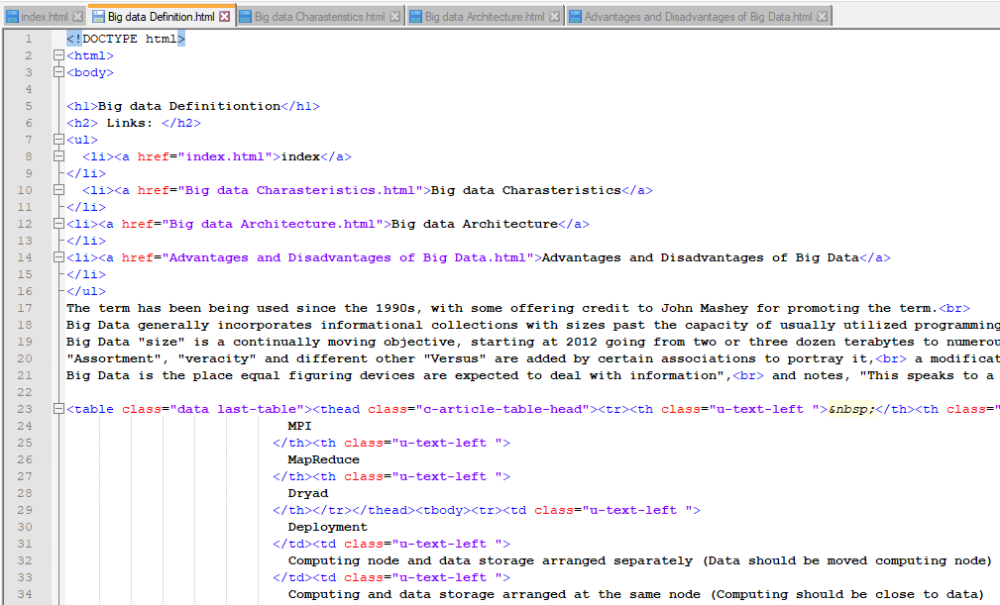 index.html Big data Definition.html Big data Charasteristics.html Big data Architecture.html Advantages and Disadvantages of Big Data.html
1 <!DOCTYPE html>
2 <html>
3 <body>
4
5 <h1>Big data Definitiontion</h1>
6 <h2> Links: </h2>
7 <ul>
8 <li><a href="index.html">index</a>
9 </li>
10 <li><a href="Big data Charasteristics.html">Big data Charasteristics</a>
11 </li>
12 <li><a href="Big data Architecture.html">Big data Architecture</a>
13 </li>
14 <li><a href="Advantages and Disadvantages of Big Data.html">Advantages and Disadvantages of Big Data</a>
15 </li>
16 </ul>
17 The term has been being used since the 1990s, with some offering credit to John Mashey for promoting the term.<br>
18 Big Data generally incorporates informational collections with sizes past the capacity of usually utilized programming
19 Big Data "size" is a continually moving objective, starting at 2012 going from two or three dozen terabytes to numerou
20 "Assortment", "veracity" and different other "Versus" are added by certain associations to portray it,<br> a modificat
21 Big Data is the place equal figuring devices are expected to deal with information",<br> and notes, "This speaks to a
22
23 <table class="data last-table"><thead class="c-article-table-head"><tr><th class="u-text-left ">&nbsp;</th><th class="
24 MPI
25 </th><th class="u-text-left ">
26 MapReduce
27 </th><th class="u-text-left ">
28 Dryad
29 </th></tr></thead><tbody><tr><td class="u-text-left ">
30 Deployment
31 </td><td class="u-text-left ">
32 Computing node and data storage arranged separately (Data should be moved computing node)
33 </td><td class="u-text-left ">
34 Computing and data storage arranged at the same node (Computing should be close to data)